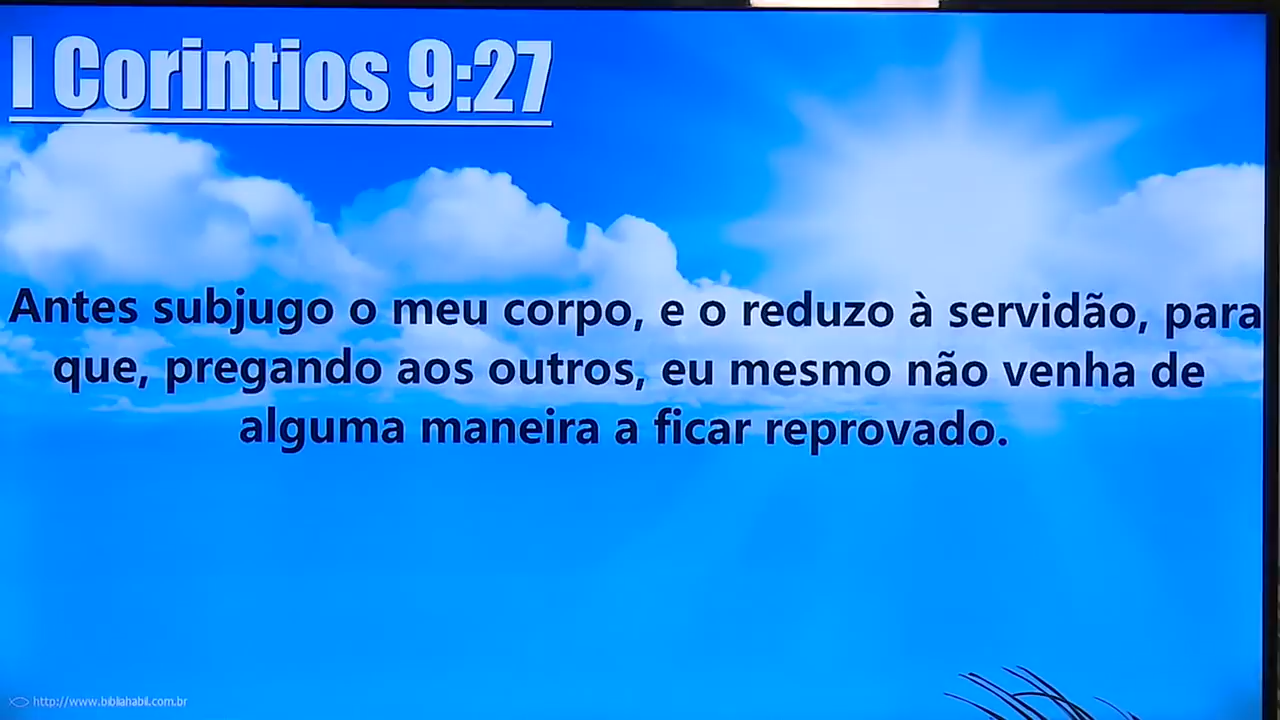 I Corintios 9:27
Antes subjugo o meu corpo, e o reduzo à servidão, para
que, pregando aos outros, eu mesmo não venha de
alguma maneira a ficar reprovado.
http://www.bibliahabil.com.br